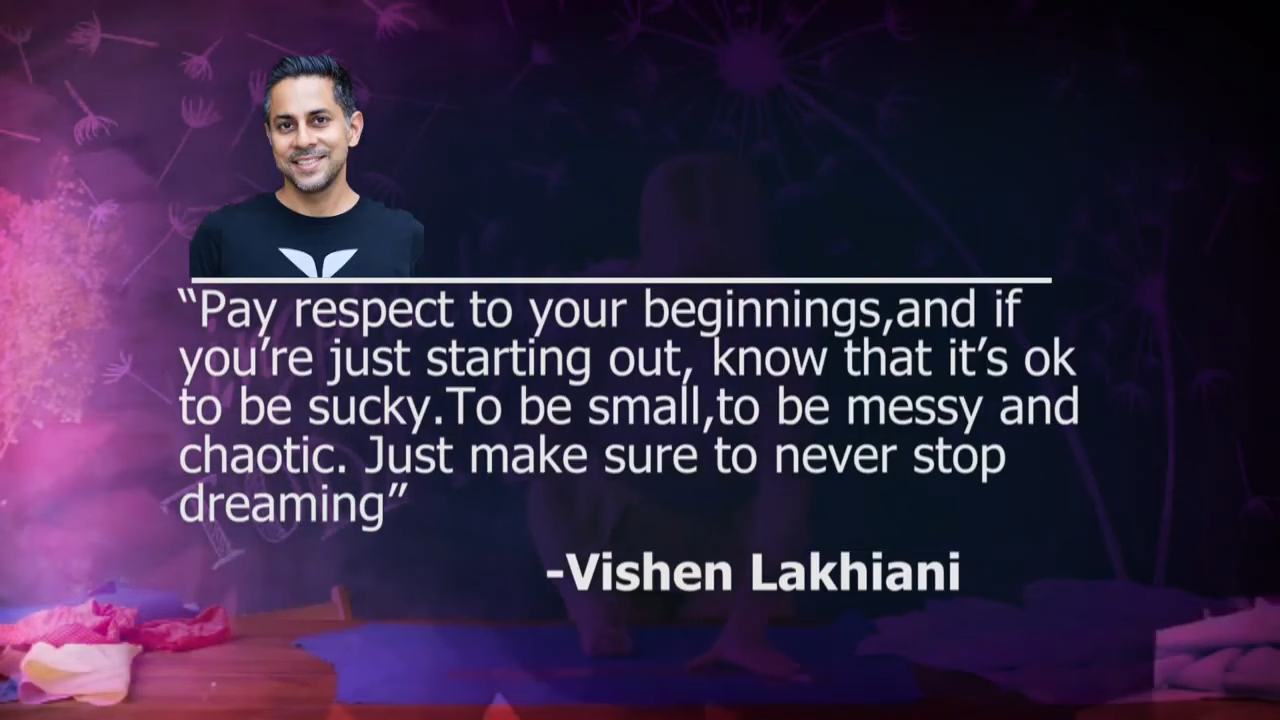 “Pay respect to your beginnings,and if
you’re just starting out, know that it’s ok
to be sucky.To be small,to be messy and
chaotic. Just make sure to never stop
dreaming”
-Vishen Lakhiani